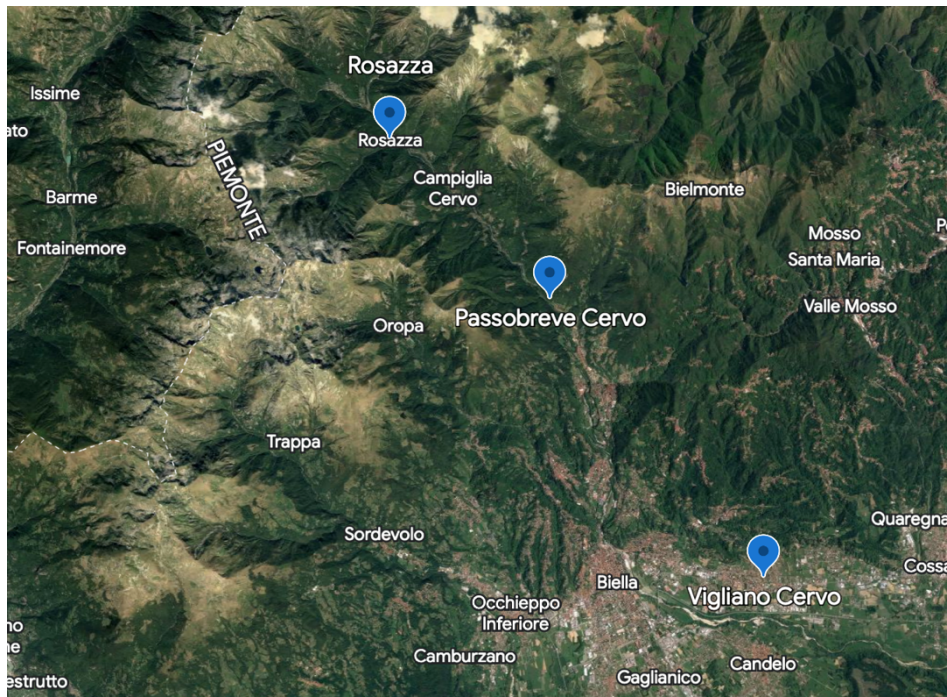 Rosazza
Issime
ato
Rosazza
PIEMONTE
Campiglia
Cervo
Bielmonte
Barme
Fontainemore
Mosso
Santa Maria
Valle Mosso
Passobreve Cervo
Oropa
Trappa
Sordevolo
Quaregna
Cossa
Biella
Vigliano Cervo
Occhieppo
Inferiore
Camburzano
Candelo
Gaglianico
no
ne
estrutto